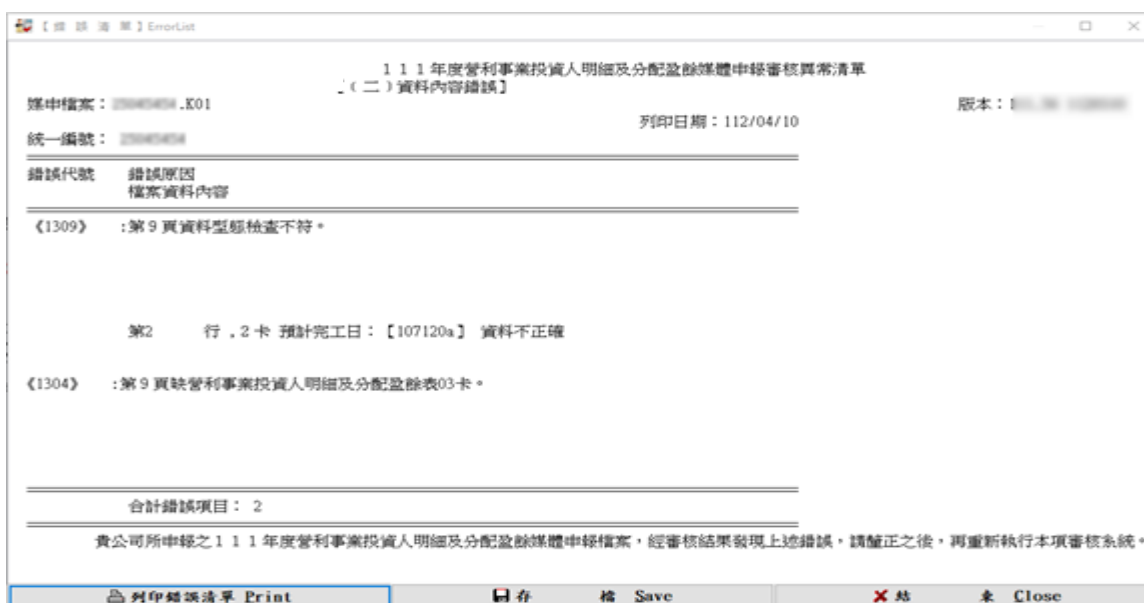 【錯 誤 清 單】ErrorList
111年度營利事業投資人明細及分配盈餘媒體申報審核異常清單
（二）資料內容錯誤】
媒申檔案： .K01
版本：
列印日期：112/04/10
統一編號：
錯誤代號 錯誤原因
檔案資料內容
《1309》 :第9頁資料型態檢查不符。
第2 行 .2卡 預計完工日：【107120a】 資料不正確
《1304》 :第9頁缺營利事業投資人明細及分配盈餘表03卡。
合計錯誤項目： 2
貴公司所申報之111年度營利事業投資人明細及分配盈餘媒體申報檔案，經審核結果發現上述錯誤，請釐正之後，再重新執行本項審核系統。
列印錯誤清單 Print 存 檔 Save 結 束 Close